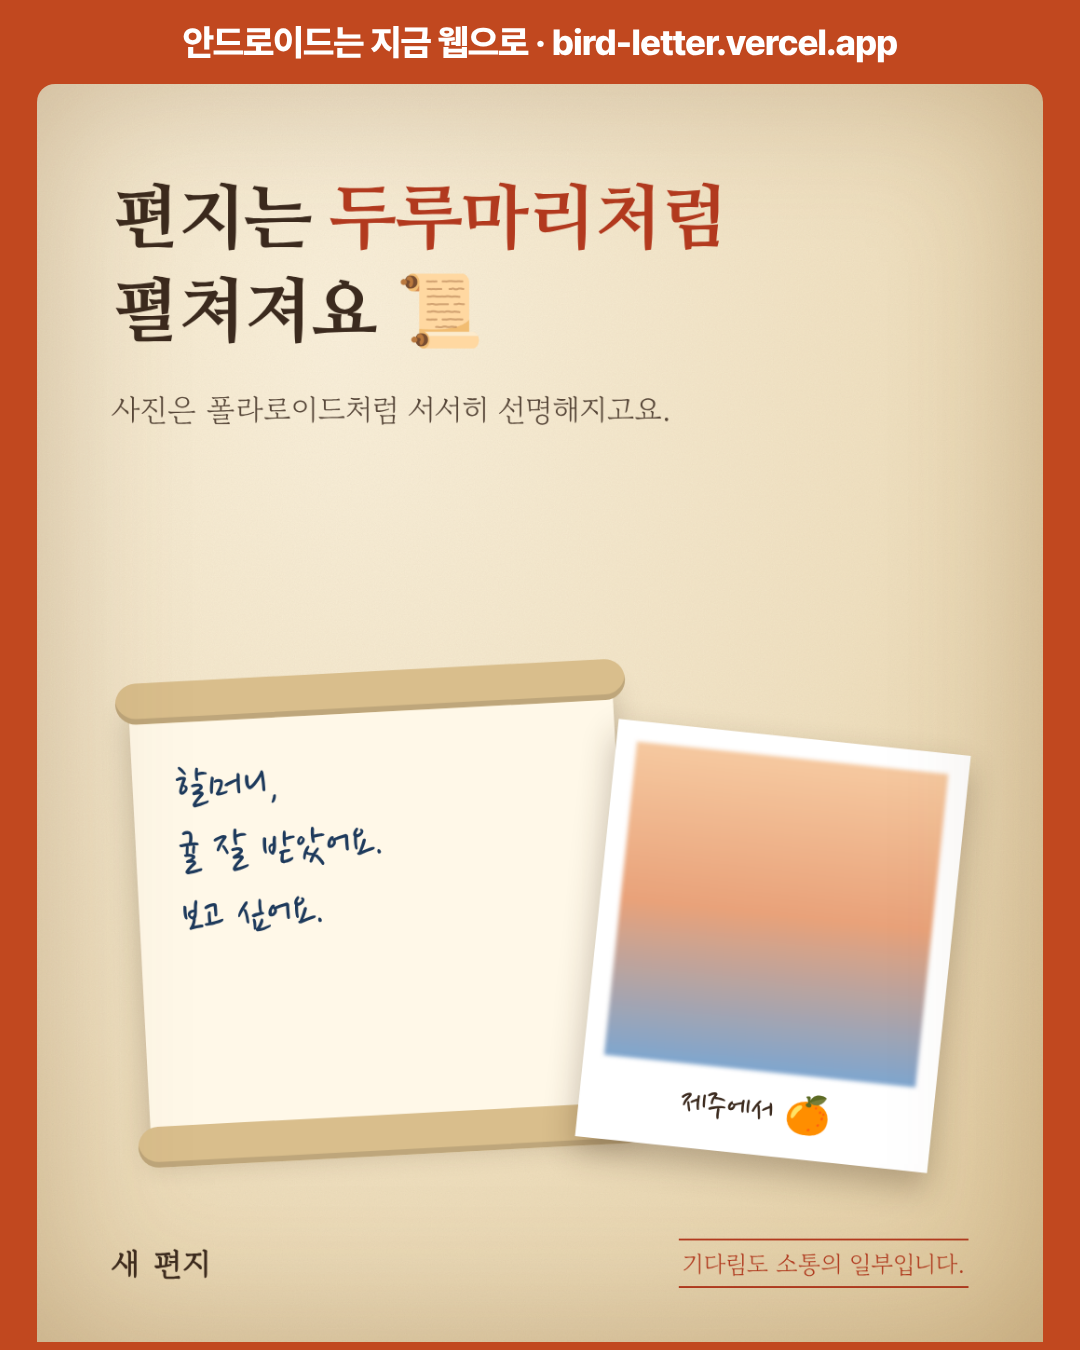 안드로이드는 지금 웹으로 · bird-letter.vercel.app
편지는 두루마리처럼
펼쳐져요 📜
사진은 폴라로이드처럼 서서히 선명해지고요.
할머니,
귤 잘 받았어요.
보고 싶어요.
제주에서 🍊
새 편지
기다림도 소통의 일부입니다.